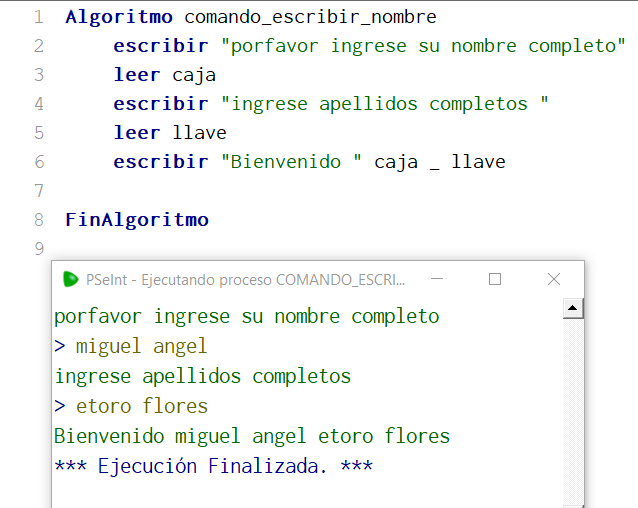 1 Algoritmo comando_escribir_nombre
2 escribir "porfavor ingrese su nombre completo"
3 leer caja
4 escribir "ingrese apellidos completos "
5 leer llave
6 escribir "Bienvenido " caja _ llave
7
8 FinAlgoritmo
9
PSeInt - Ejecutando proceso COMANDO_ESCRI...
porfavor ingrese su nombre completo
> miguel angel
ingrese apellidos completos
> etoro flores
Bienvenido miguel angel etoro flores
*** Ejecución Finalizada. ***